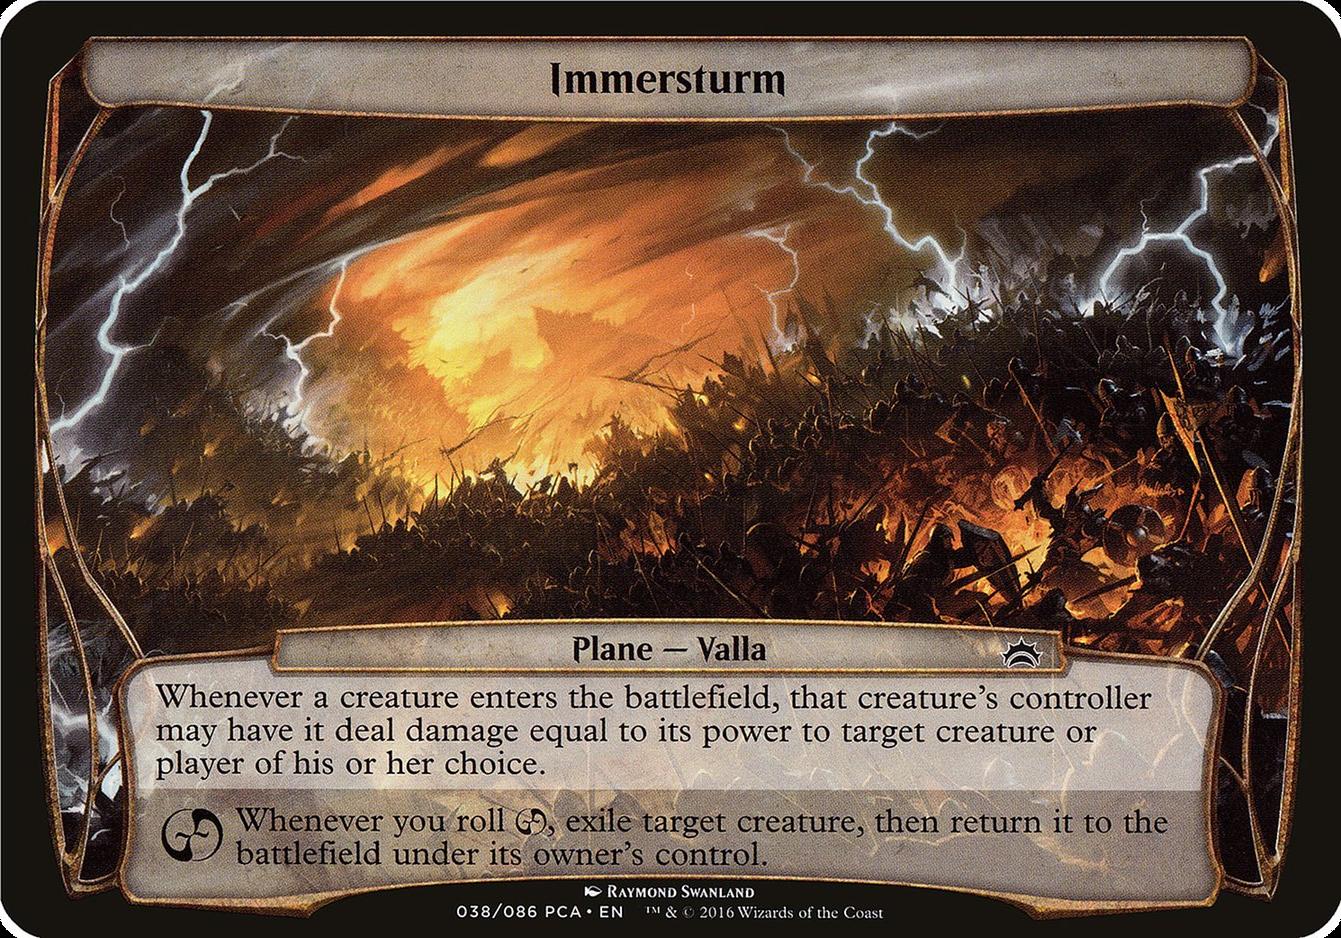 Immersturm
Plane — Valla
Whenever a creature enters the battlefield, that creature's controller
may have it deal damage equal to its power to target creature or
player of his or her choice.
Whenever you roll , exile target creature, then return it to the
battlefield under its owner's control.
Raymond Swanland
038/086 PCA • EN ™ & © 2016 Wizards of the Coast